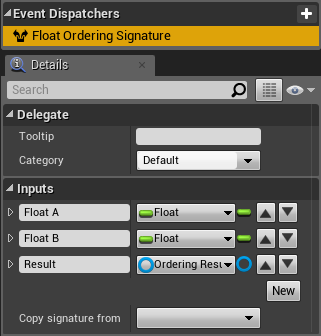 Event Dispatchers
Float Ordering Signature
Details
Search
Delegate
Tooltip
Category Default
Inputs
Float A Float
Float B Float
Result Ordering Resu
New
Copy signature from